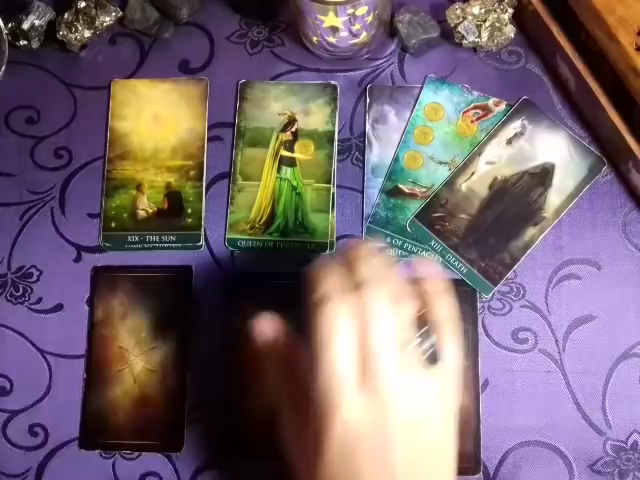 XIX - THE SUN
QUEEN OF PENTACLES
6 OF PENTACLES
XIII - DEATH